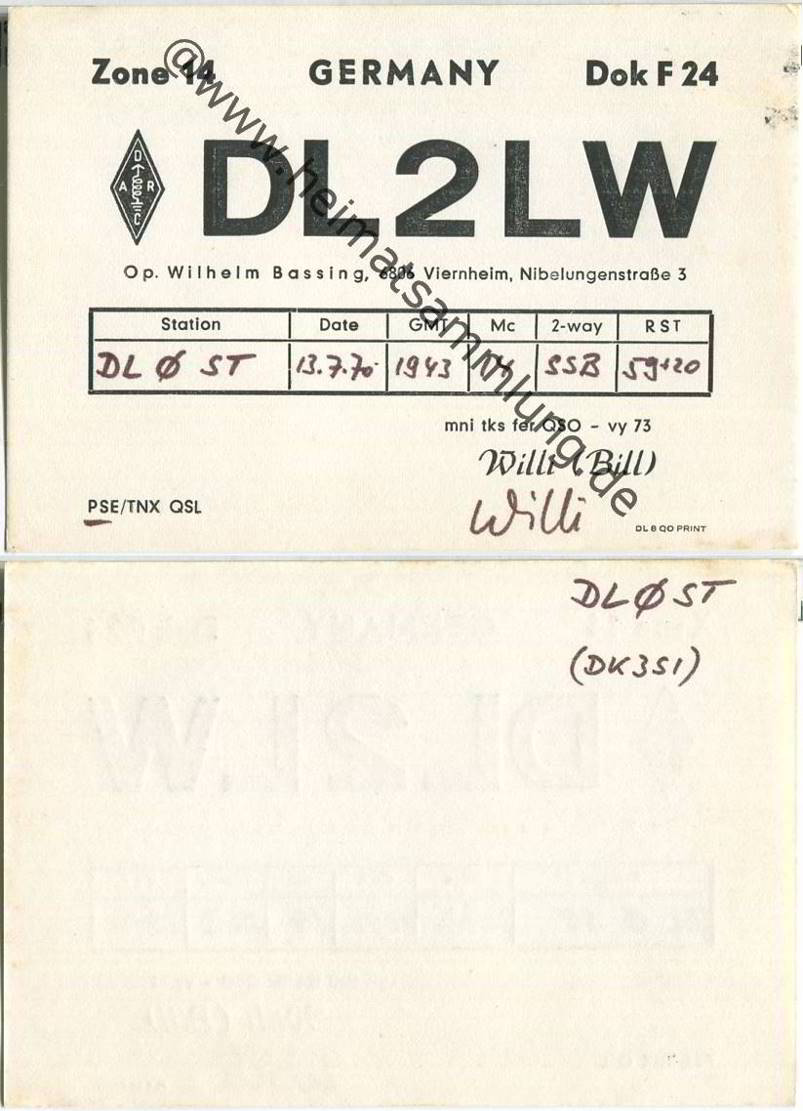 Zone 14 GERMANY Dok F 24
D
A R
C
DL2LW
Op. Wilhelm Bassing, 6806 Viernheim, Nibelungenstraße 3
Station Date GMT Mc 2-way RST
DLØST 13.7.70 1943 14 SSB 59+20
mni tks fer QSO – vy 73
Willi (Bill)
PSE/TNX QSL
Willi
DL 8 QO PRINT
@www.heimatsammlung.de
DLØST
(DK3SI)